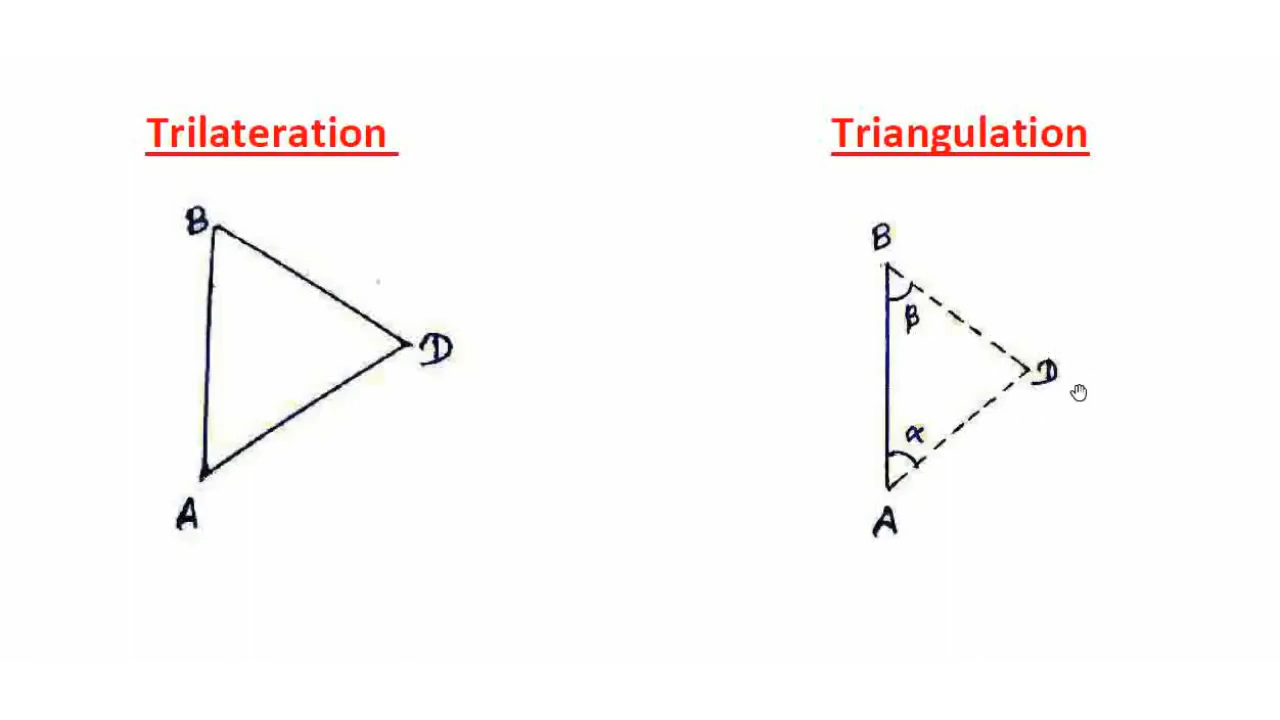 Trilateration
Triangulation
B
D
A
B
β
D
α
A